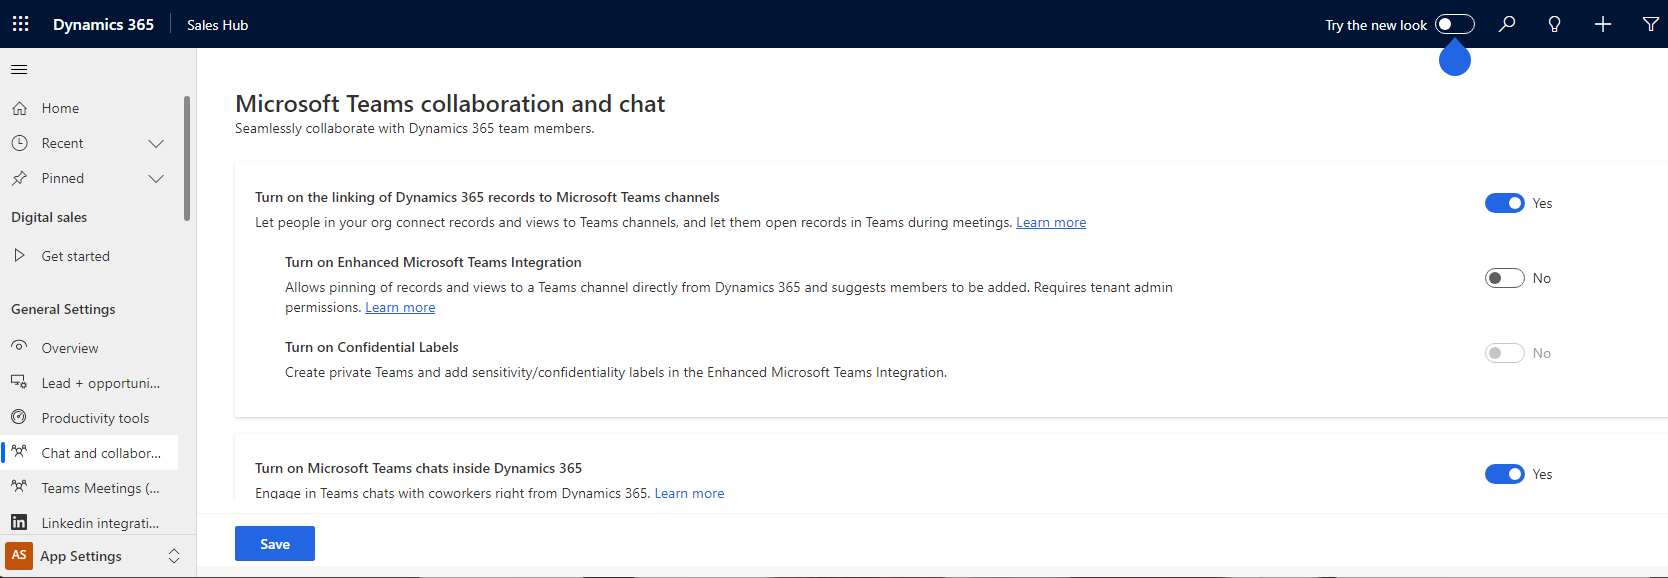 Dynamics 365
Sales Hub
Try the new look
Home
Recent
Pinned
Digital sales
Get started
General Settings
Overview
Lead + opportuni...
Productivity tools
Chat and collabor...
Teams Meetings (...
Linkedin integrati...
AS
App Settings
Microsoft Teams collaboration and chat
Seamlessly collaborate with Dynamics 365 team members.
Turn on the linking of Dynamics 365 records to Microsoft Teams channels
Yes
Let people in your org connect records and views to Teams channels, and let them open records in Teams during meetings. Learn more
Turn on Enhanced Microsoft Teams Integration
No
Allows pinning of records and views to a Teams channel directly from Dynamics 365 and suggests members to be added. Requires tenant admin
permissions. Learn more
Turn on Confidential Labels
No
Create private Teams and add sensitivity/confidentiality labels in the Enhanced Microsoft Teams Integration.
Turn on Microsoft Teams chats inside Dynamics 365
Yes
Engage in Teams chats with coworkers right from Dynamics 365. Learn more
Save